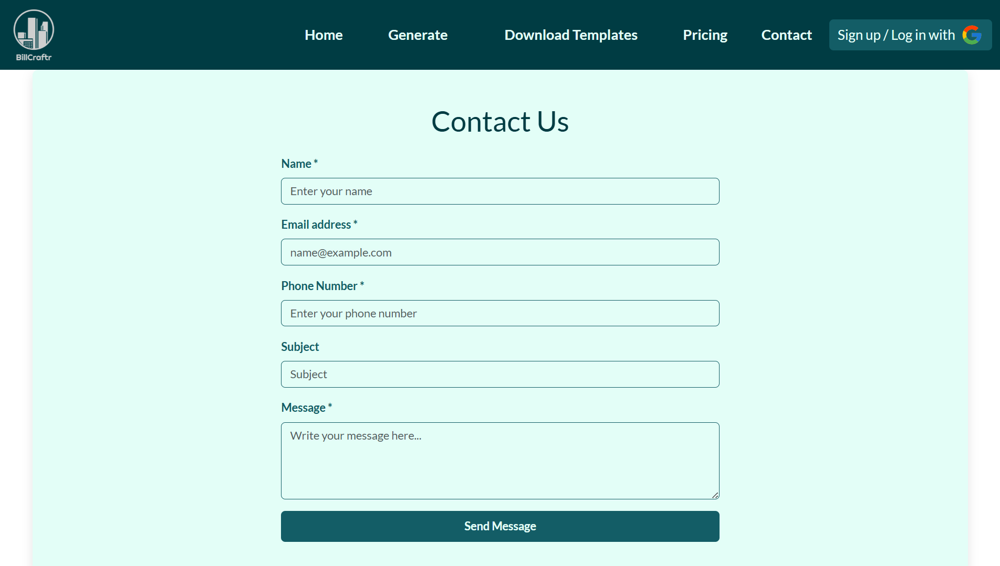 BillCraftr
Home Generate Download Templates Pricing Contact Sign up / Log in with
Contact Us
Name *
Enter your name
Email address *
name@example.com
Phone Number *
Enter your phone number
Subject
Subject
Message *
Write your message here...
Send Message